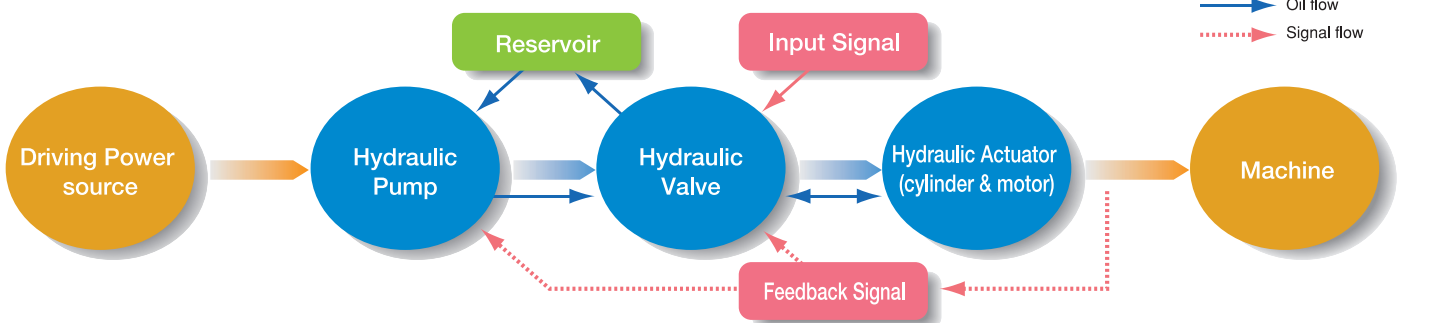 Oil flow
Signal flow
Reservoir
Input Signal
Driving Power
source
Hydraulic
Pump
Hydraulic
Valve
Hydraulic Actuator
(cylinder & motor)
Machine
Feedback Signal